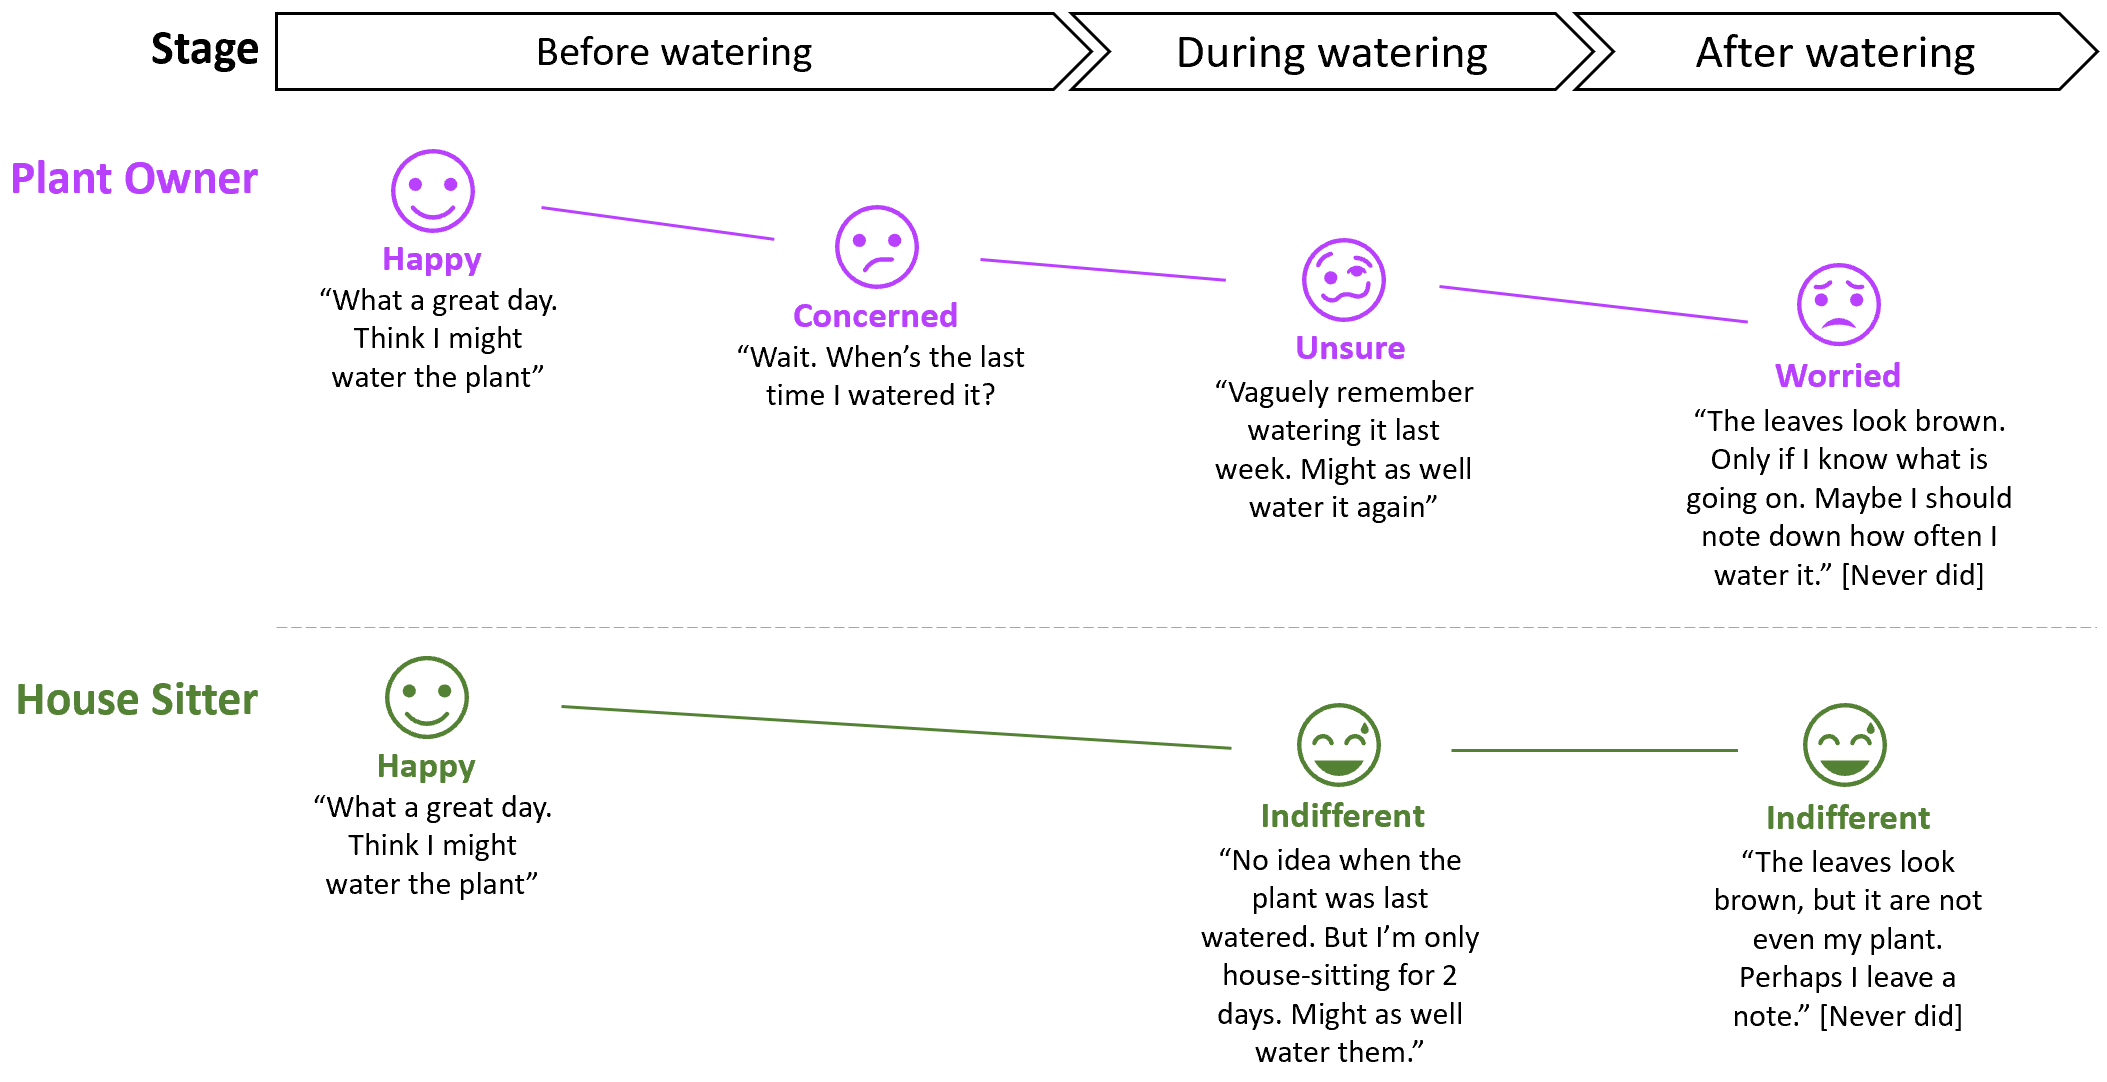 Stage
Before watering
During watering
After watering
Plant Owner
Happy
“What a great day.
Think I might
water the plant”
Concerned
“Wait. When’s the last
time I watered it?
Unsure
“Vaguely remember
watering it last
week. Might as well
water it again”
Worried
“The leaves look brown.
Only if I know what is
going on. Maybe I should
note down how often I
water it.” [Never did]
House Sitter
Happy
“What a great day.
Think I might
water the plant”
Indifferent
“No idea when the
plant was last
watered. But I’m only
house-sitting for 2
days. Might as well
water them.”
Indifferent
“The leaves look
brown, but it are not
even my plant.
Perhaps I leave a
note.” [Never did]